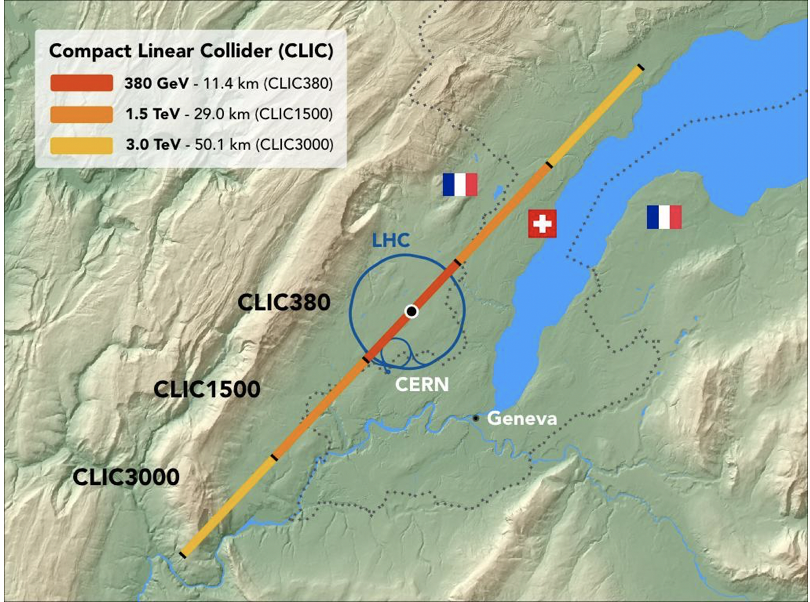 Compact Linear Collider (CLIC)
380 GeV - 11.4 km (CLIC380)
1.5 TeV - 29.0 km (CLIC1500)
3.0 TeV - 50.1 km (CLIC3000)
LHC
CLIC380
CLIC1500
CERN
Geneva
CLIC3000